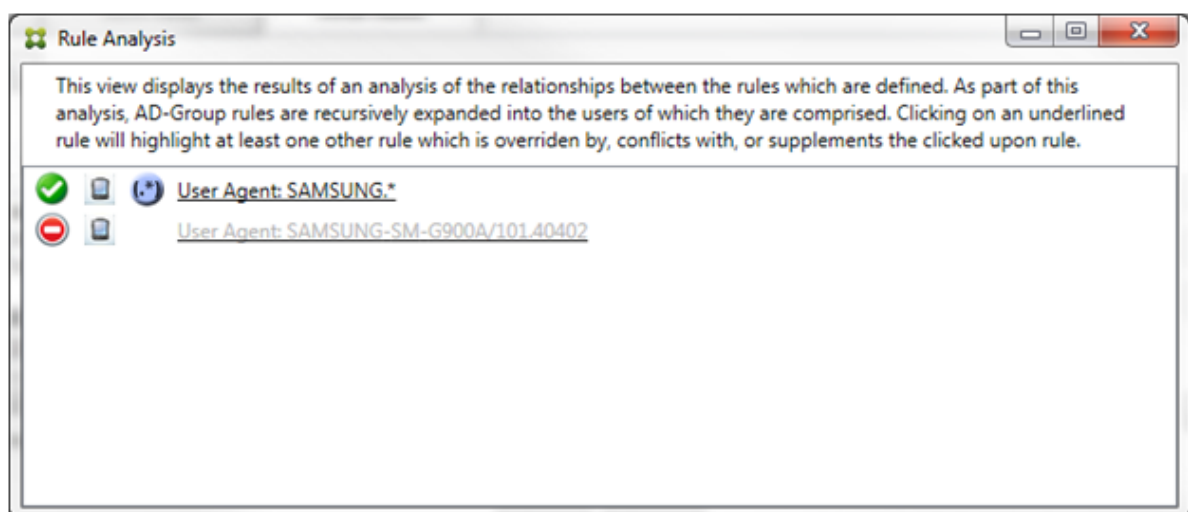 Rule Analysis
This view displays the results of an analysis of the relationships between the rules which are defined. As part of this
analysis, AD-Group rules are recursively expanded into the users of which they are comprised. Clicking on an underlined
rule will highlight at least one other rule which is overriden by, conflicts with, or supplements the clicked upon rule.
(.*) User Agent: SAMSUNG.*
User Agent: SAMSUNG-SM-G900A/101.40402